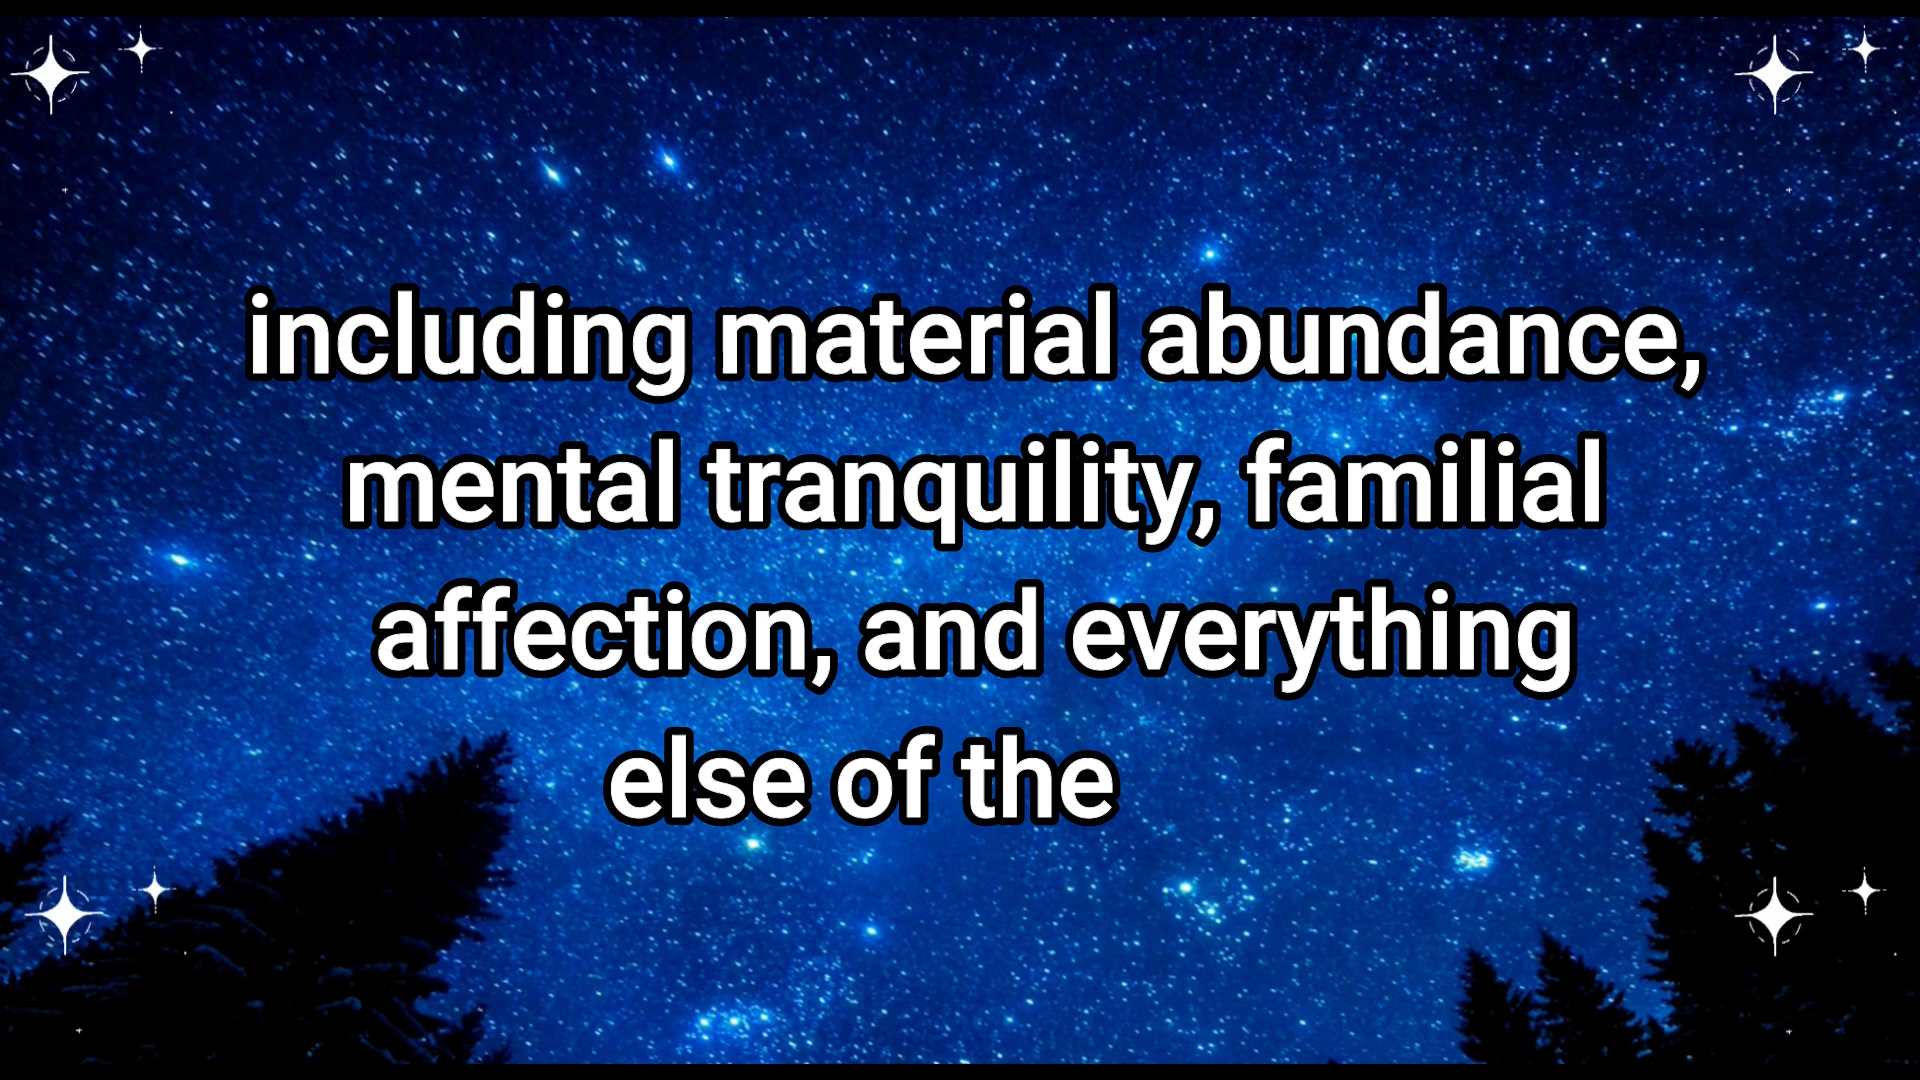 including material abundance,
mental tranquility, familial
affection, and everything
else of the